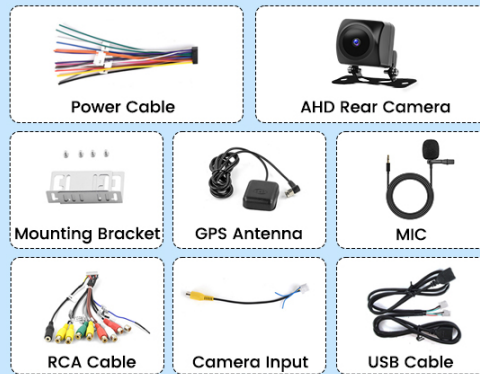 Power Cable
AHD Rear Camera
Mounting Bracket
GPS Antenna
MIC
RCA Cable
Camera Input
USB Cable